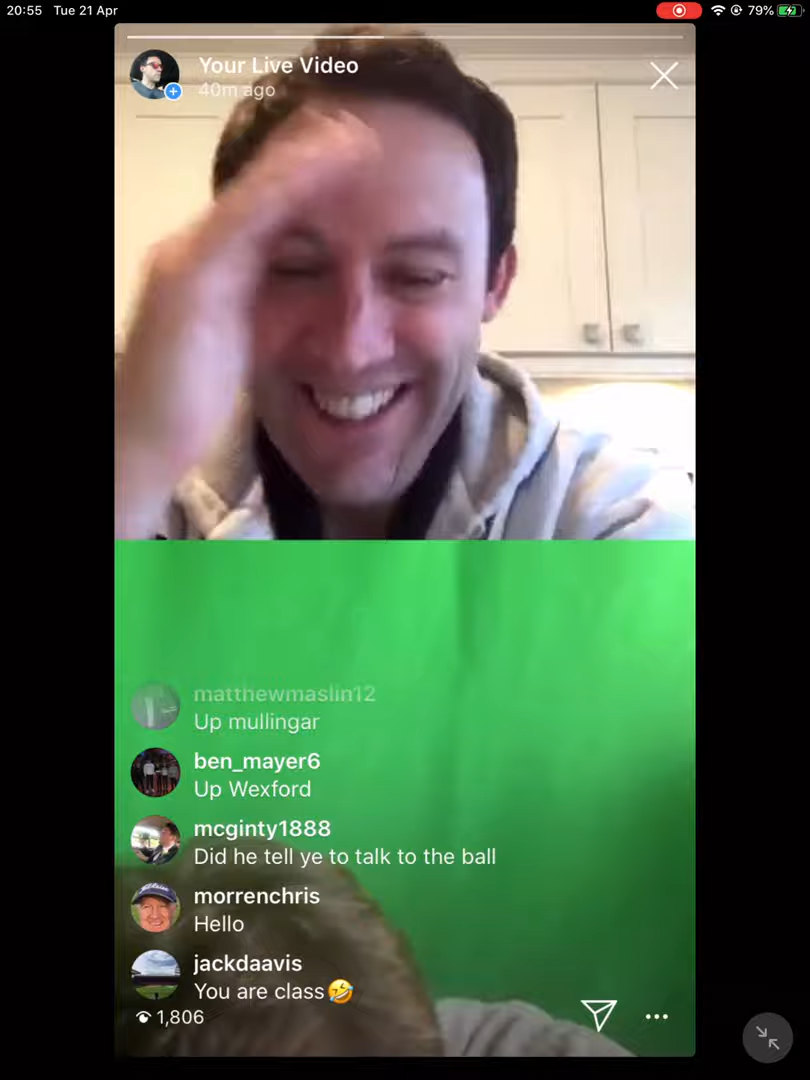 20:55 Tue 21 Apr 79%
Your Live Video
40m ago
matthewmaslin12
Up mullingar
ben_mayer6
Up Wexford
mcginty1888
Did he tell ye to talk to the ball
morrenchris
Hello
jackdaavis
You are class🤣
1,806